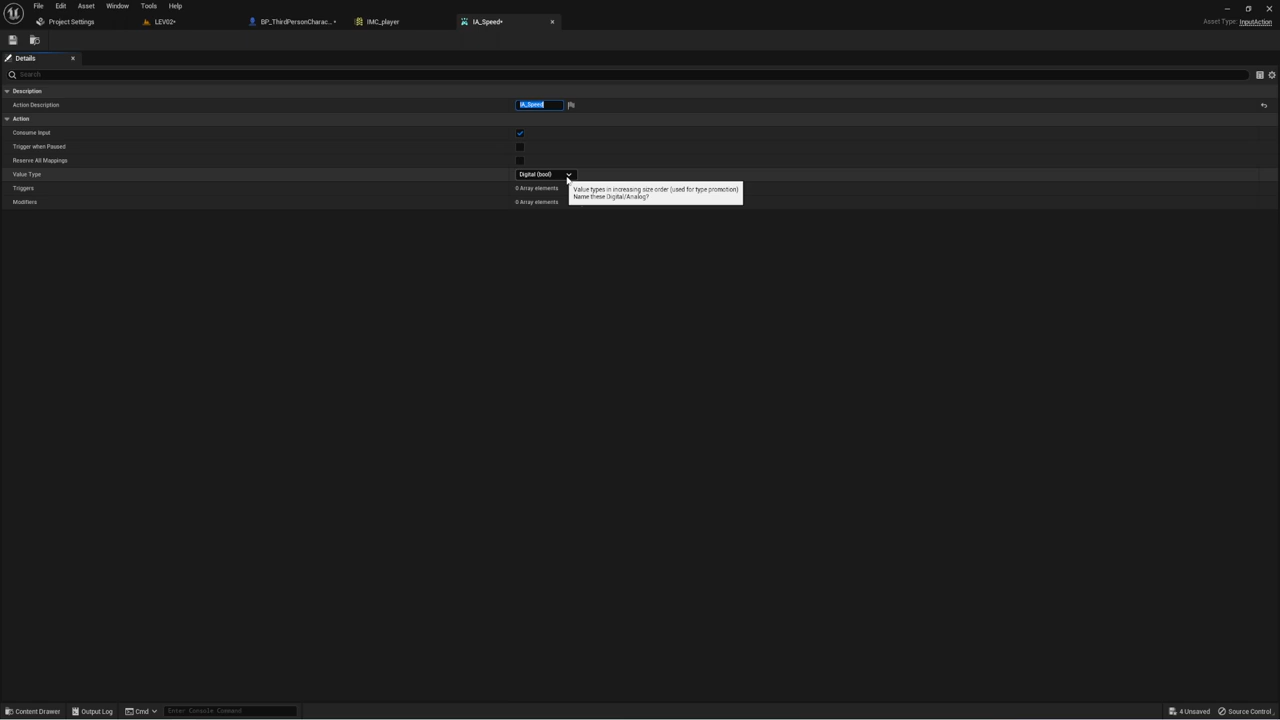 File Edit Asset Window Tools Help
Project Settings LEV02• BP_ThirdPersonCharac...• IMC_player IA_Speed•
Asset Type: InputAction
Details
Search
Description
Action Description IA_Speed
Action
Consume Input
Trigger when Paused
Reserve All Mappings
Value Type Digital (bool)
Triggers 0 Array elements
Modifiers 0 Array elements
Value types in increasing size order (used for type promotion)
Name these Digital/Analog?
Content Drawer Output Log Cmd Enter Console Command 4 Unsaved Source Control